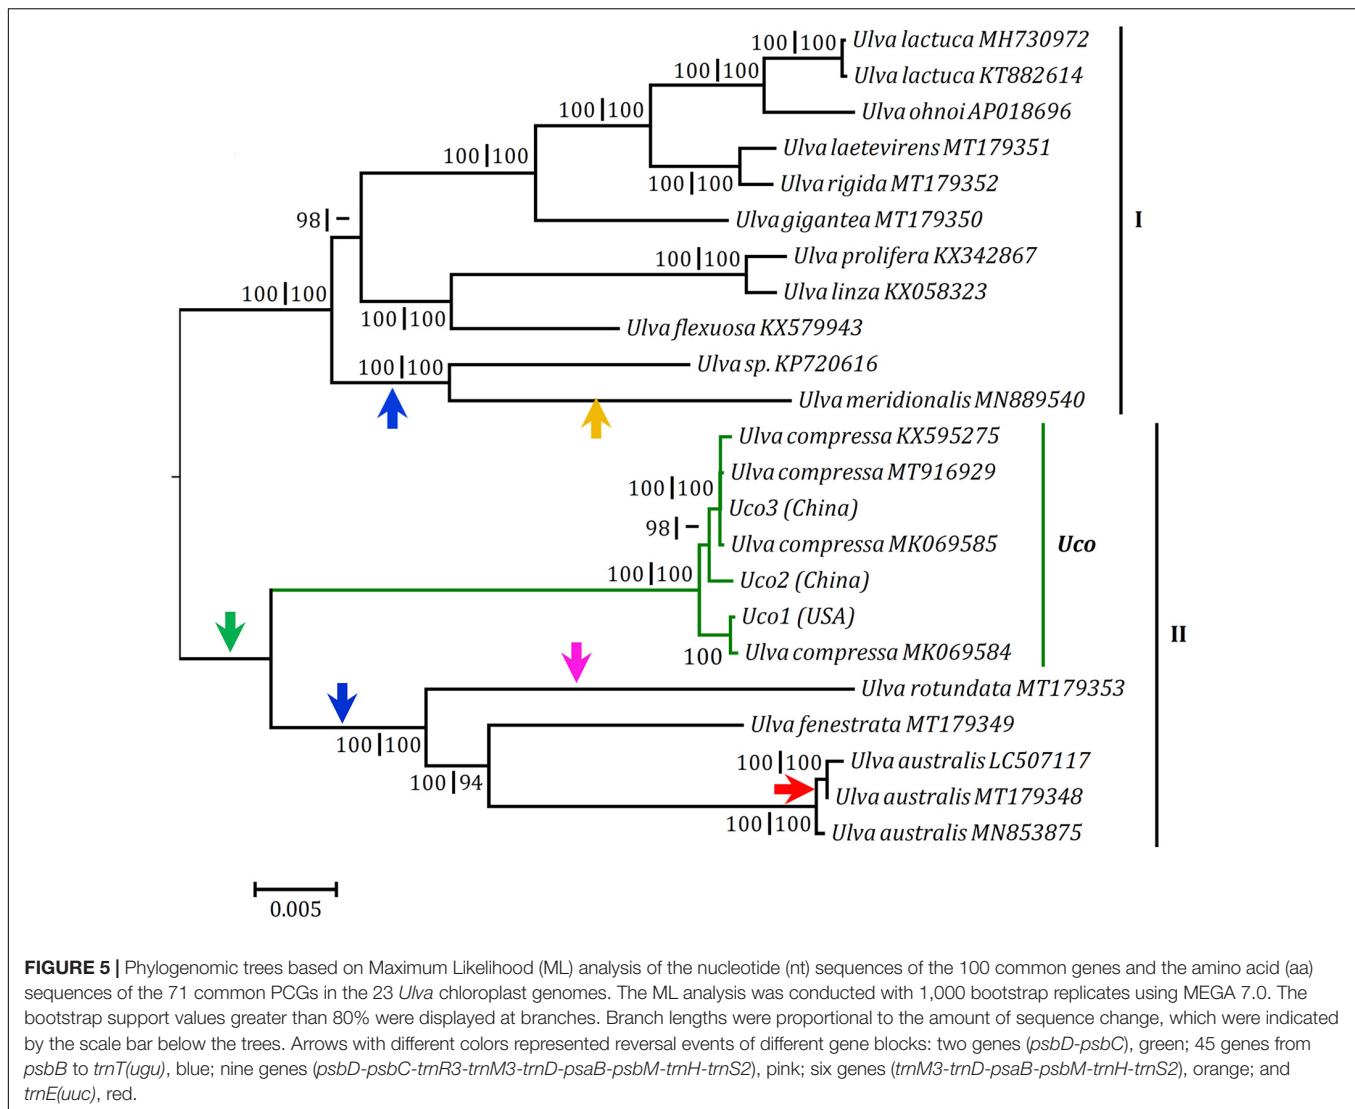 100|100
Ulva lactuca MH730972
100|100
Ulva lactuca KT882614
100|100
Ulva ohnoi AP018696
100|100
Ulva laetevirens MT179351
100|100
Ulva rigida MT179352
98|–
Ulva gigantea MT179350
I
100|100
Ulva prolifera KX342867
100|100
Ulva linza KX058323
100|100
Ulva flexuosa KX579943
100|100
Ulva sp. KP720616
Ulva meridionalis MN889540
Ulva compressa KX595275
100|100
Ulva compressa MT916929
Uco3 (China)
98|–
Ulva compressa MK069585
Uco
100|100
Uco2 (China)
Uco1 (USA)
II
100
Ulva compressa MK069584
Ulva rotundata MT179353
Ulva fenestrata MT179349
100|100
100|100
Ulva australis LC507117
100|94
Ulva australis MT179348
100|100
Ulva australis MN853875
0.005
FIGURE 5 | Phylogenomic trees based on Maximum Likelihood (ML) analysis of the nucleotide (nt) sequences of the 100 common genes and the amino acid (aa)
sequences of the 71 common PCGs in the 23 Ulva chloroplast genomes. The ML analysis was conducted with 1,000 bootstrap replicates using MEGA 7.0. The
bootstrap support values greater than 80% were displayed at branches. Branch lengths were proportional to the amount of sequence change, which were indicated
by the scale bar below the trees. Arrows with different colors represented reversal events of different gene blocks: two genes (psbD-psbC), green; 45 genes from
psbB to trnT(ugu), blue; nine genes (psbD-psbC-trnR3-trnM3-trnD-psaB-psbM-trnH-trnS2), pink; six genes (trnM3-trnD-psaB-psbM-trnH-trnS2), orange; and
trnE(uuc), red.